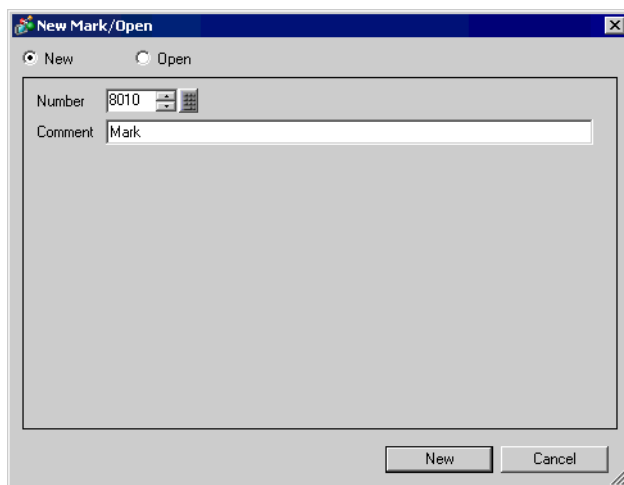 New Mark/Open
New Open
Number 8010
Comment Mark
New Cancel